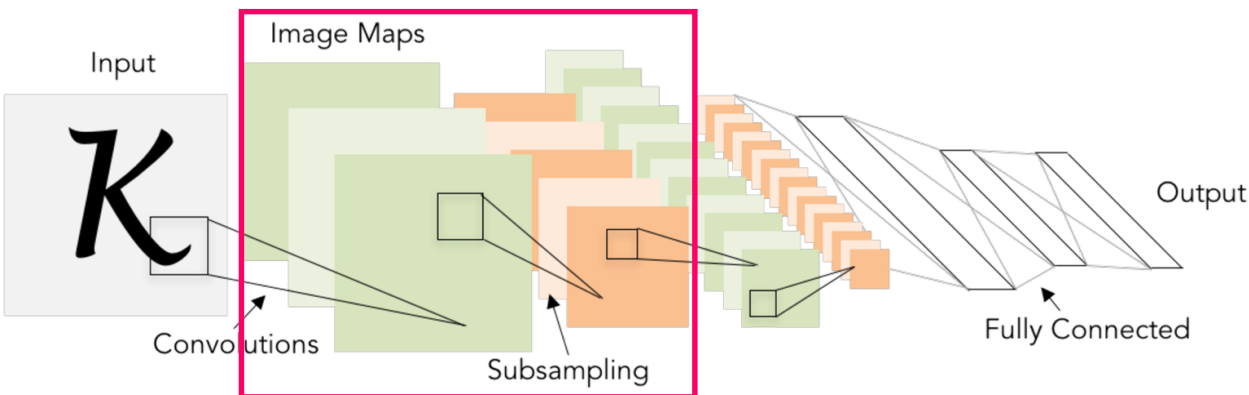 Input
Image Maps
K
Convolutions
Subsampling
Fully Connected
Output